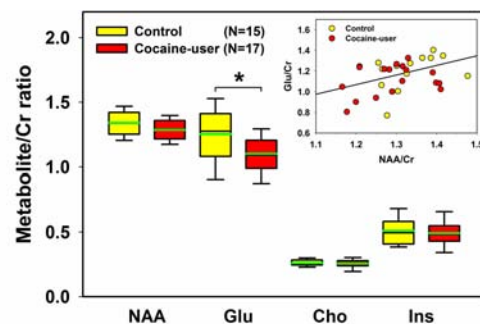 Metabolite/Cr ratio
2.0
1.5
1.0
0.5
0.0
Control (N=15)
Cocaine-user (N=17)
*
NAA Glu Cho Ins
Control
Cocaine-user
Glu/Cr
1.6
1.4
1.2
1.0
0.8
0.6
1.1 1.2 1.3 1.4 1.5
NAA/Cr